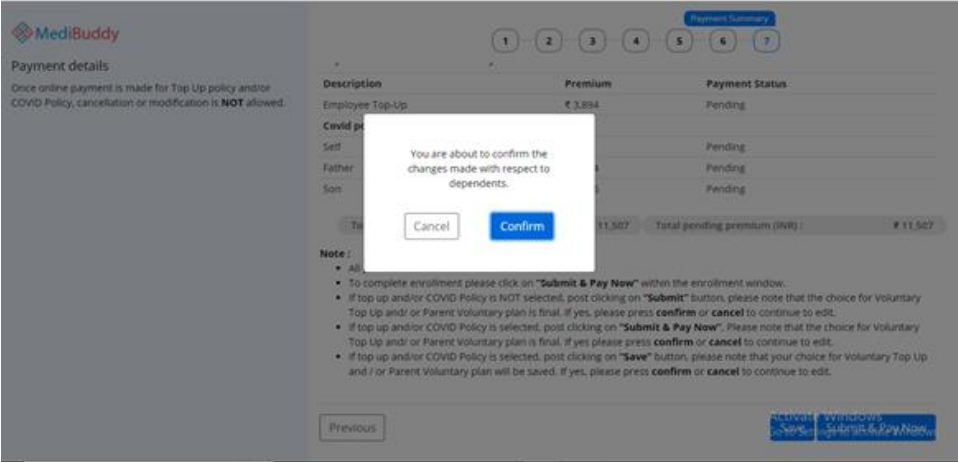 MediBuddy
Payment Summary
1 2 3 4 5 6 7
Payment details
Once online payment is made for Top Up policy and/or
COVID Policy, cancellation or modification is NOT allowed.
Description Premium Payment Status
Employee Top-Up ₹ 3,894 Pending
Covid
Self Pending
Father Pending
Son Pending
You are about to confirm the
changes made with respect to
dependents.
Cancel Confirm
11,507 Total pending premium (INR) : ₹ 11,507
Note :
All
To complete enrollment please click on "Submit & Pay Now" within the enrollment window.
If top up and/or COVID Policy is NOT selected, post clicking on "Submit" button, please note that the choice for Voluntary
Top Up and/ or Parent Voluntary plan is final. If yes, please press confirm or cancel to continue to edit.
If top up and/or COVID Policy is selected, post clicking on "Submit & Pay Now". Please note that the choice for Voluntary
Top Up and/ or Parent Voluntary plan is final. If yes please press confirm or cancel to continue to edit.
If top up and/or COVID Policy is selected, post clicking on "Save" button, please note that your choice for Voluntary Top Up
and / or Parent Voluntary plan will be saved. If yes, please press confirm or cancel to continue to edit.
Activate Windows
Go to Settings to activate Windows.
Previous Save Submit & Pay Now